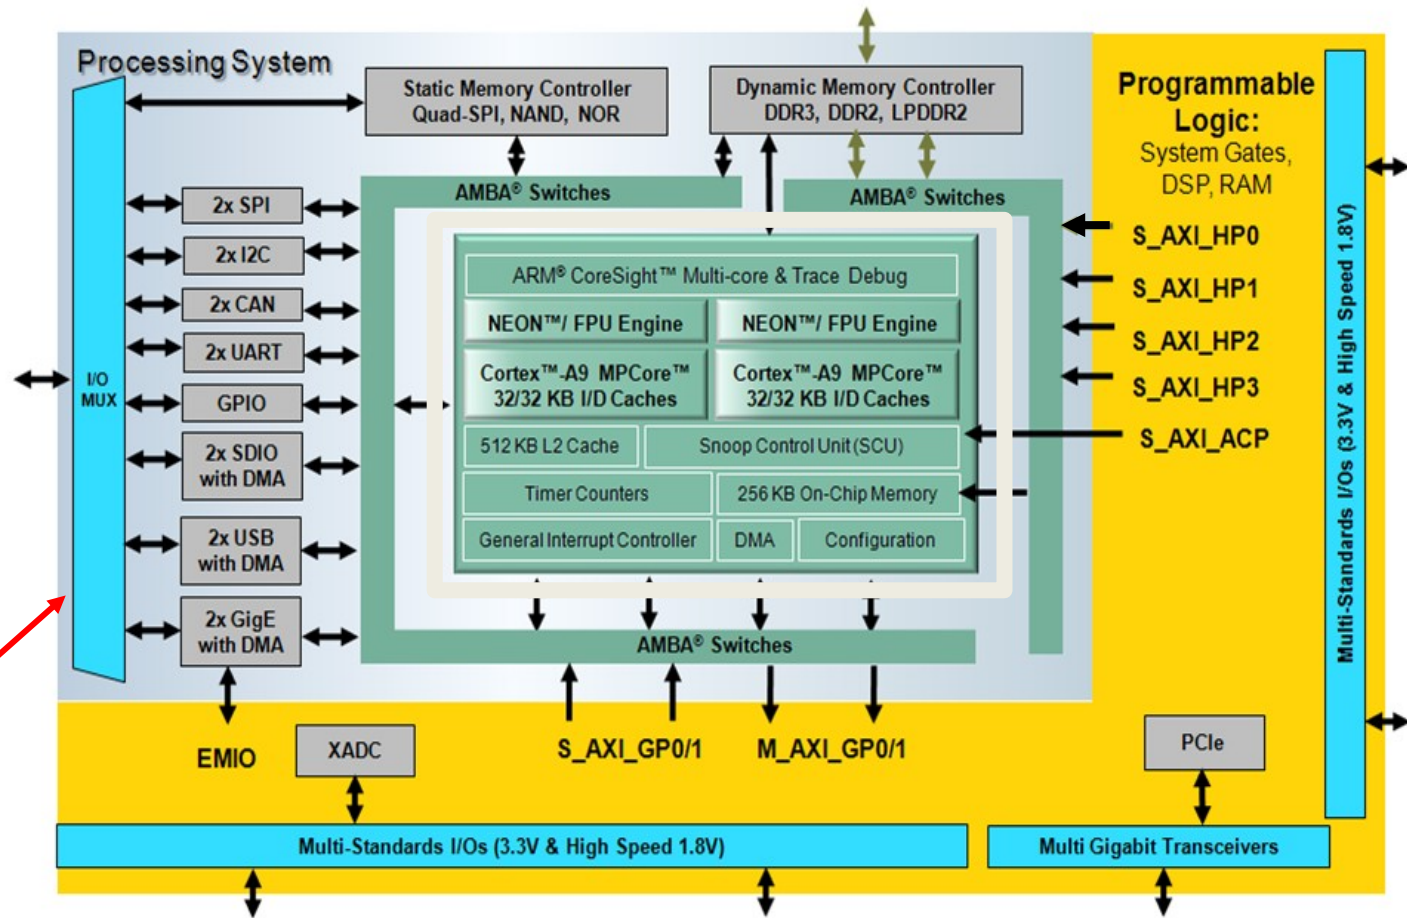 Processing System
Static Memory Controller
Quad-SPI, NAND, NOR
Dynamic Memory Controller
DDR3, DDR2, LPDDR2
Programmable
Logic:
System Gates,
DSP, RAM
AMBA® Switches
AMBA® Switches
I/O
MUX
2x SPI
2x I2C
2x CAN
2x UART
GPIO
2x SDIO
with DMA
2x USB
with DMA
2x GigE
with DMA
ARM® CoreSight™ Multi-core & Trace Debug
NEON™/ FPU Engine
NEON™/ FPU Engine
Cortex™-A9 MPCore™
32/32 KB I/D Caches
Cortex™-A9 MPCore™
32/32 KB I/D Caches
512 KB L2 Cache
Snoop Control Unit (SCU)
Timer Counters
256 KB On-Chip Memory
General Interrupt Controller
DMA
Configuration
AMBA® Switches
S_AXI_HP0
S_AXI_HP1
S_AXI_HP2
S_AXI_HP3
S_AXI_ACP
Multi-Standards I/Os (3.3V & High Speed 1.8V)
EMIO
XADC
S_AXI_GP0/1
M_AXI_GP0/1
PCIe
Multi-Standards I/Os (3.3V & High Speed 1.8V)
Multi Gigabit Transceivers